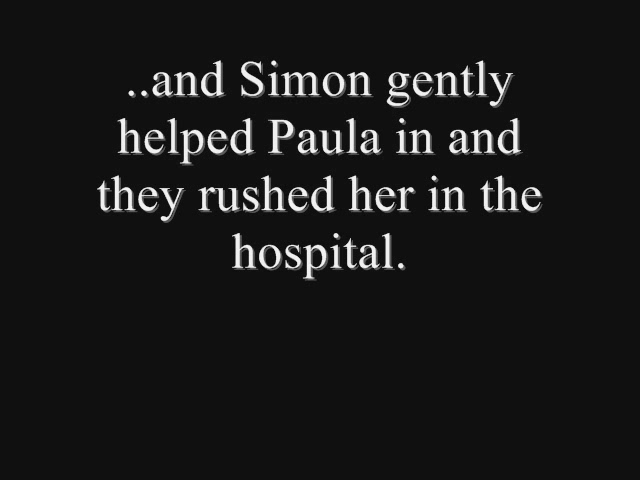 ..and Simon gently
helped Paula in and
they rushed her in the
hospital.